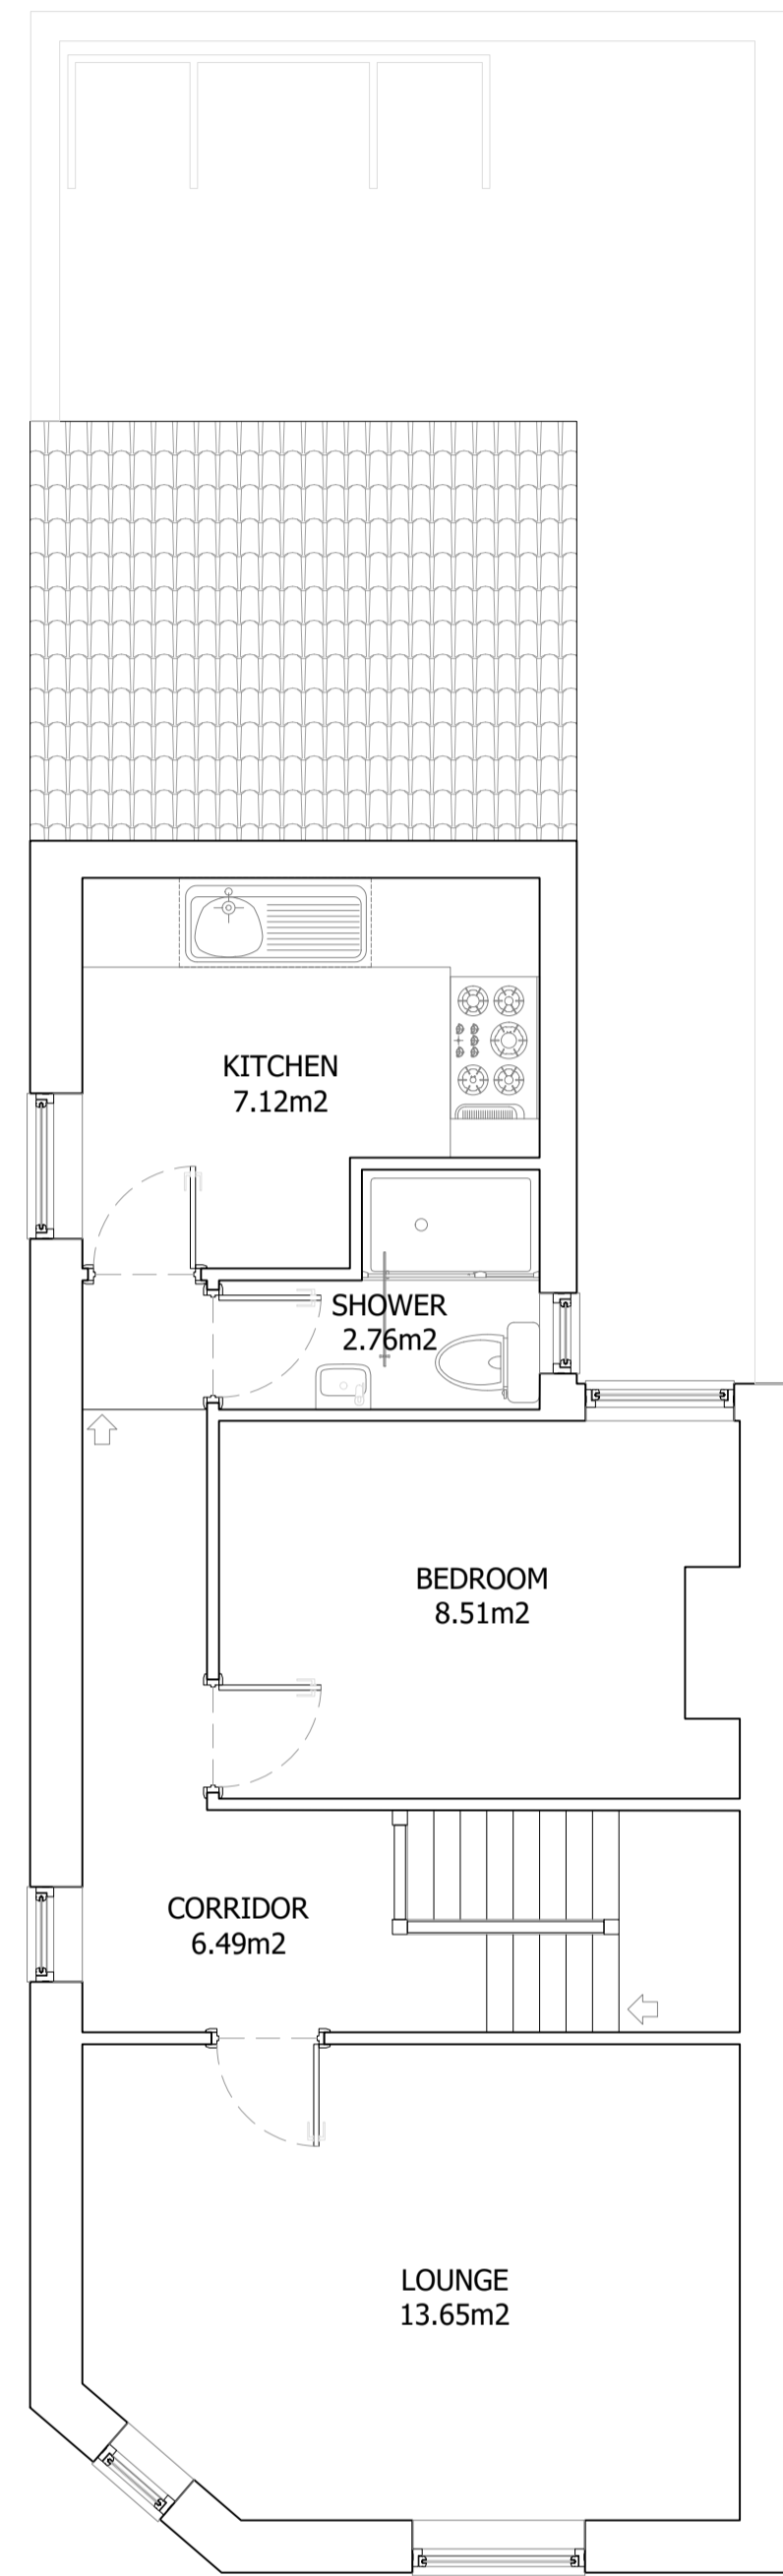 KITCHEN
7.12m2
SHOWER
2.76m2
BEDROOM
8.51m2
CORRIDOR
6.49m2
LOUNGE
13.65m2